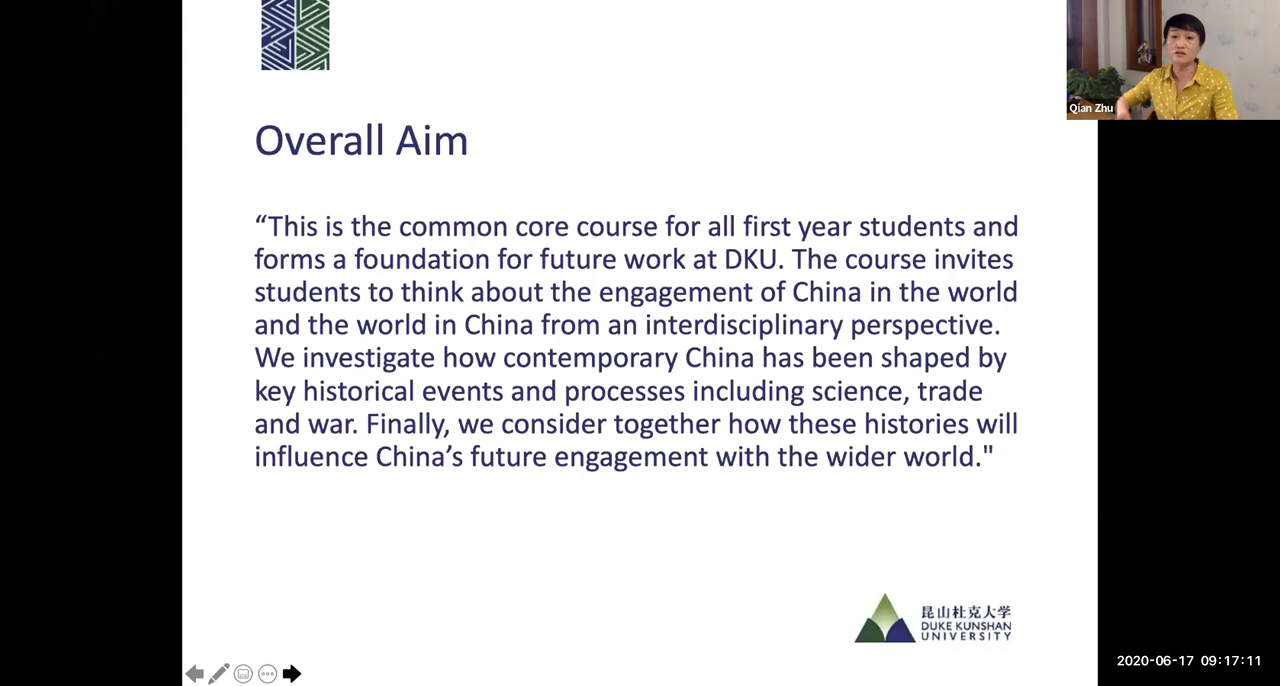 Qian Zhu
Overall Aim
“This is the common core course for all first year students and
forms a foundation for future work at DKU. The course invites
students to think about the engagement of China in the world
and the world in China from an interdisciplinary perspective.
We investigate how contemporary China has been shaped by
key historical events and processes including science, trade
and war. Finally, we consider together how these histories will
influence China’s future engagement with the wider world."
昆山杜克大学
DUKE KUNSHAN
UNIVERSITY
2020-06-17 09:17:11